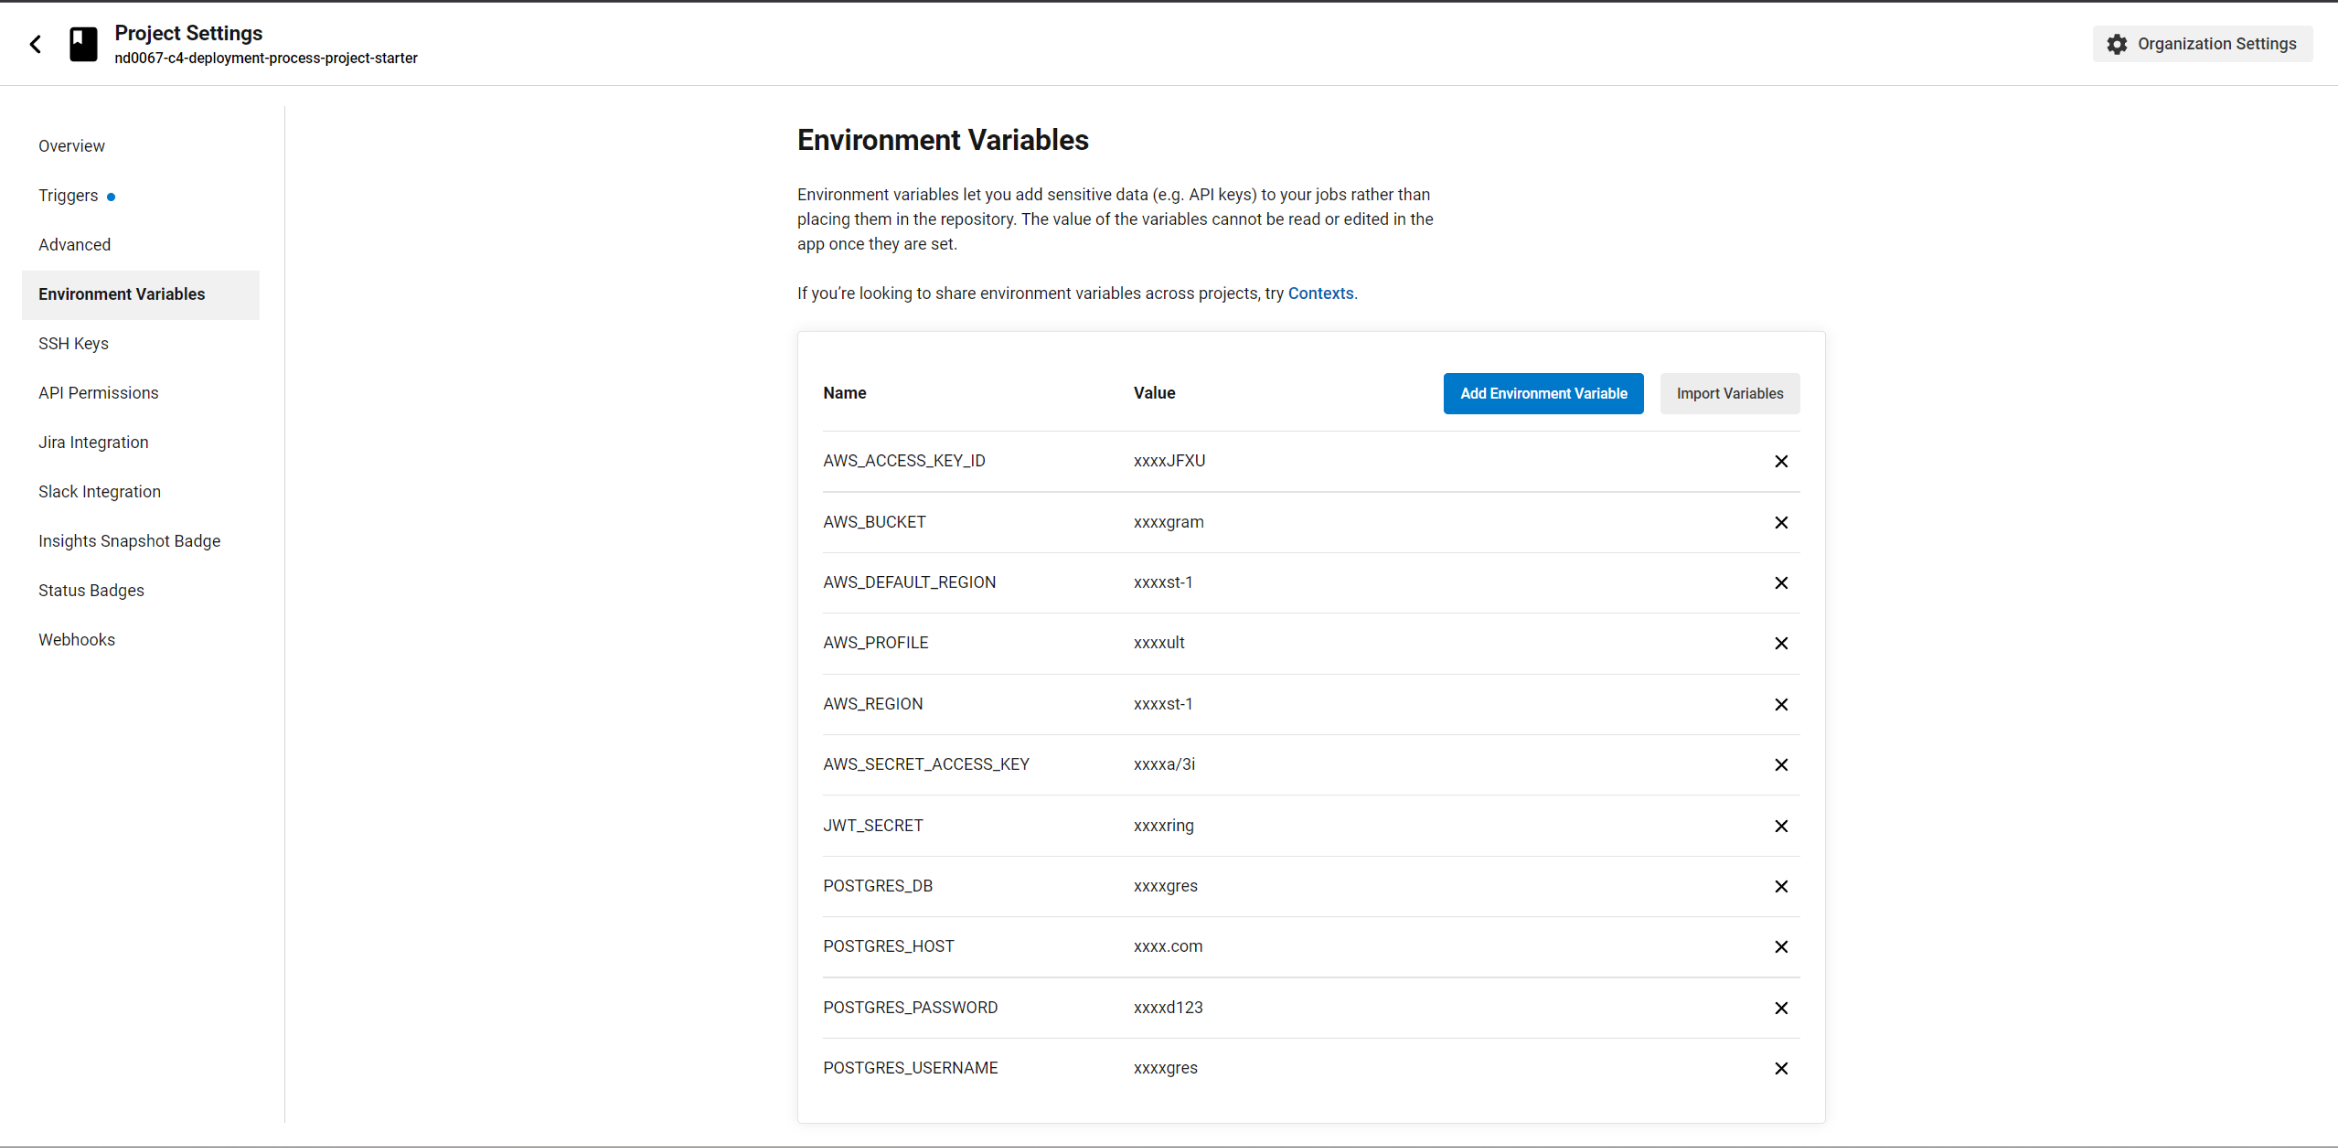 Project Settings
nd0067-c4-deployment-process-project-starter
Organization Settings
Overview
Triggers
Advanced
Environment Variables
SSH Keys
API Permissions
Jira Integration
Slack Integration
Insights Snapshot Badge
Status Badges
Webhooks
Environment Variables
Environment variables let you add sensitive data (e.g. API keys) to your jobs rather than
placing them in the repository. The value of the variables cannot be read or edited in the
app once they are set.
If you’re looking to share environment variables across projects, try Contexts.
Name Value Add Environment Variable Import Variables
AWS_ACCESS_KEY_ID xxxxJFXU
AWS_BUCKET xxxxgram
AWS_DEFAULT_REGION xxxxst-1
AWS_PROFILE xxxxult
AWS_REGION xxxxst-1
AWS_SECRET_ACCESS_KEY xxxxa/3i
JWT_SECRET xxxxring
POSTGRES_DB xxxxgres
POSTGRES_HOST xxxx.com
POSTGRES_PASSWORD xxxxd123
POSTGRES_USERNAME xxxxgres